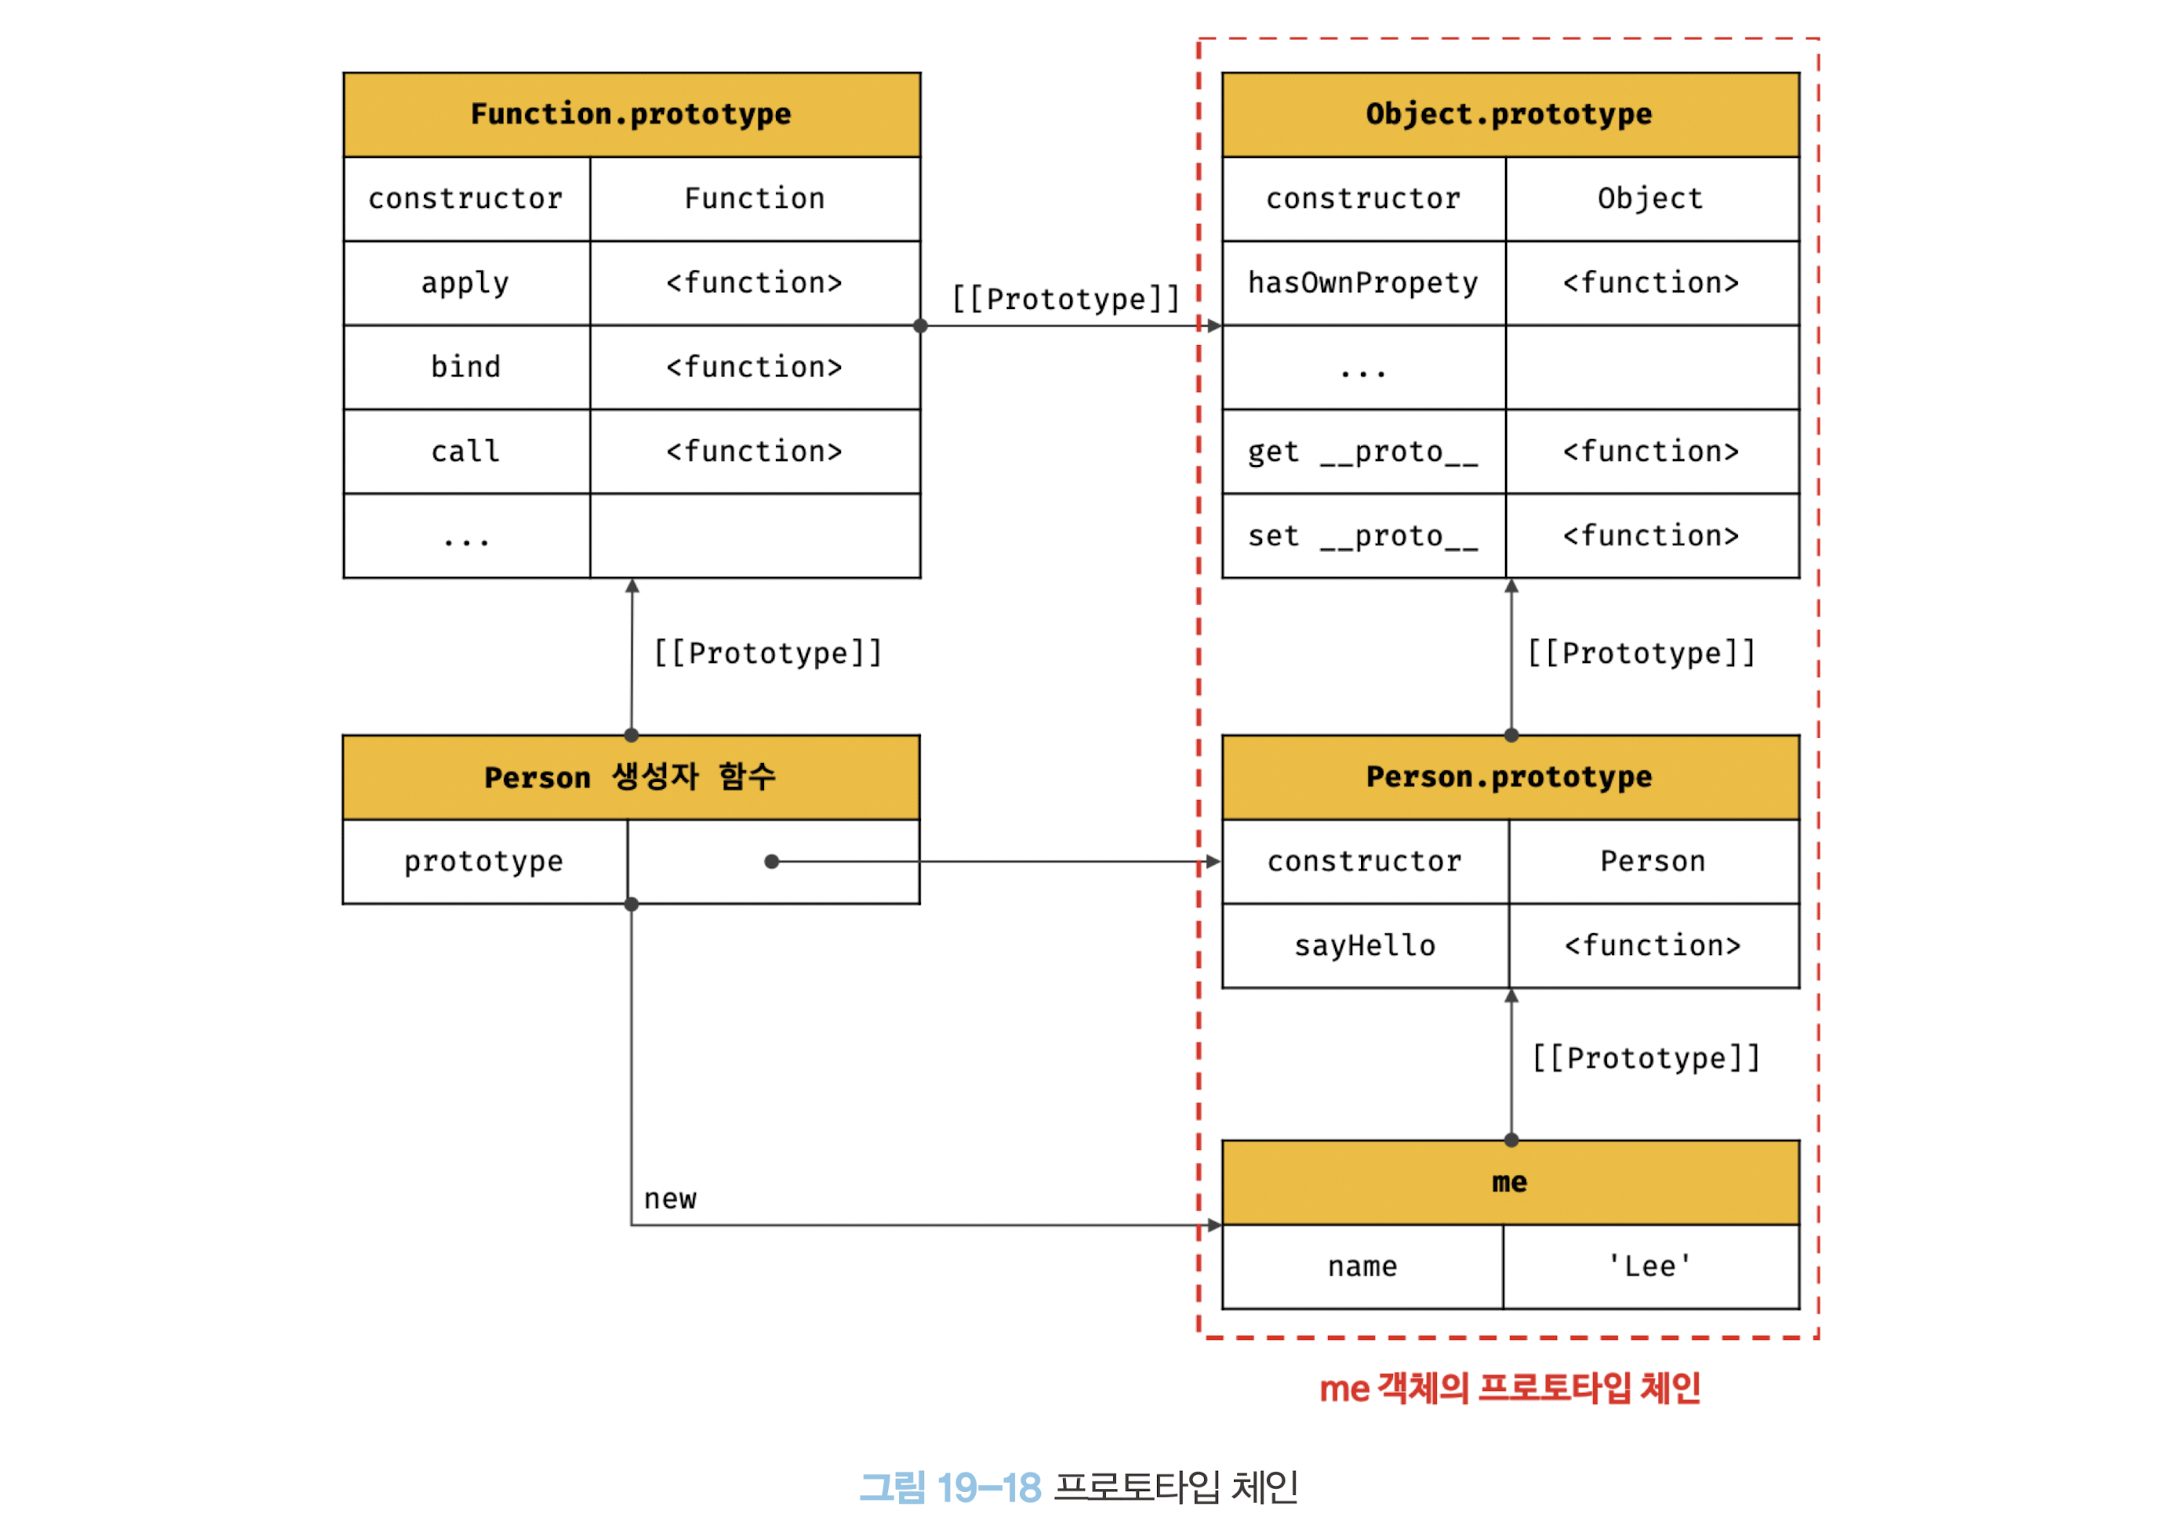 Function.prototype
constructor Function
apply <function>
bind <function>
call <function>
...
[[Prototype]]
Object.prototype
constructor Object
hasOwnPropety <function>
...
get __proto__ <function>
set __proto__ <function>
[[Prototype]]
[[Prototype]]
Person 생성자 함수
prototype
Person.prototype
constructor Person
sayHello <function>
[[Prototype]]
new
me
name 'Lee'
me 객체의 프로토타입 체인
그림 19-18 프로토타입 체인